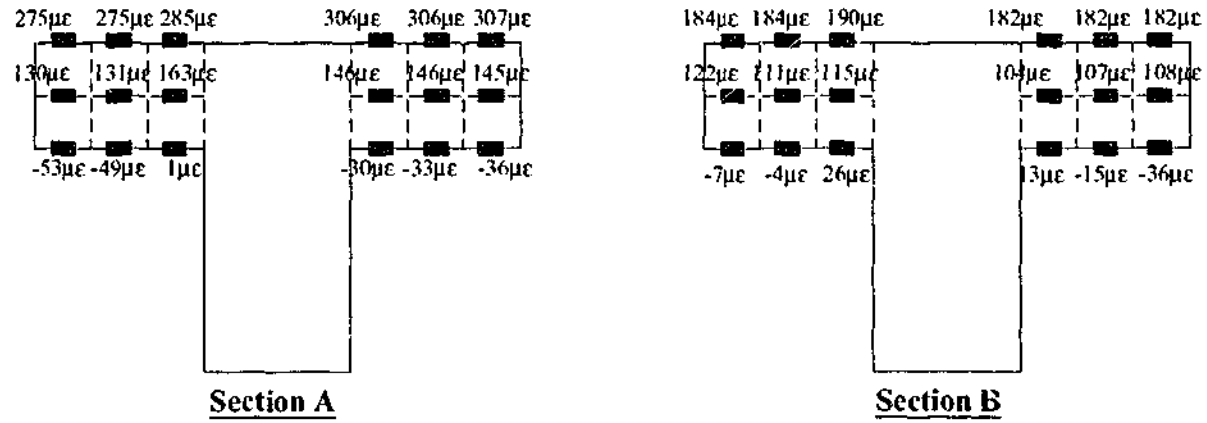 275με 275με 285με 306με 306με 307με 184με 184με 190με 182με 182με 182με
130με 131με 163με 146με 146με 145με 122με 111με 115με 104με 107με 108με
-53με -49με 1με -30με -33με -36με -7με -4με 26με 13με -15με -36με
Section A Section B